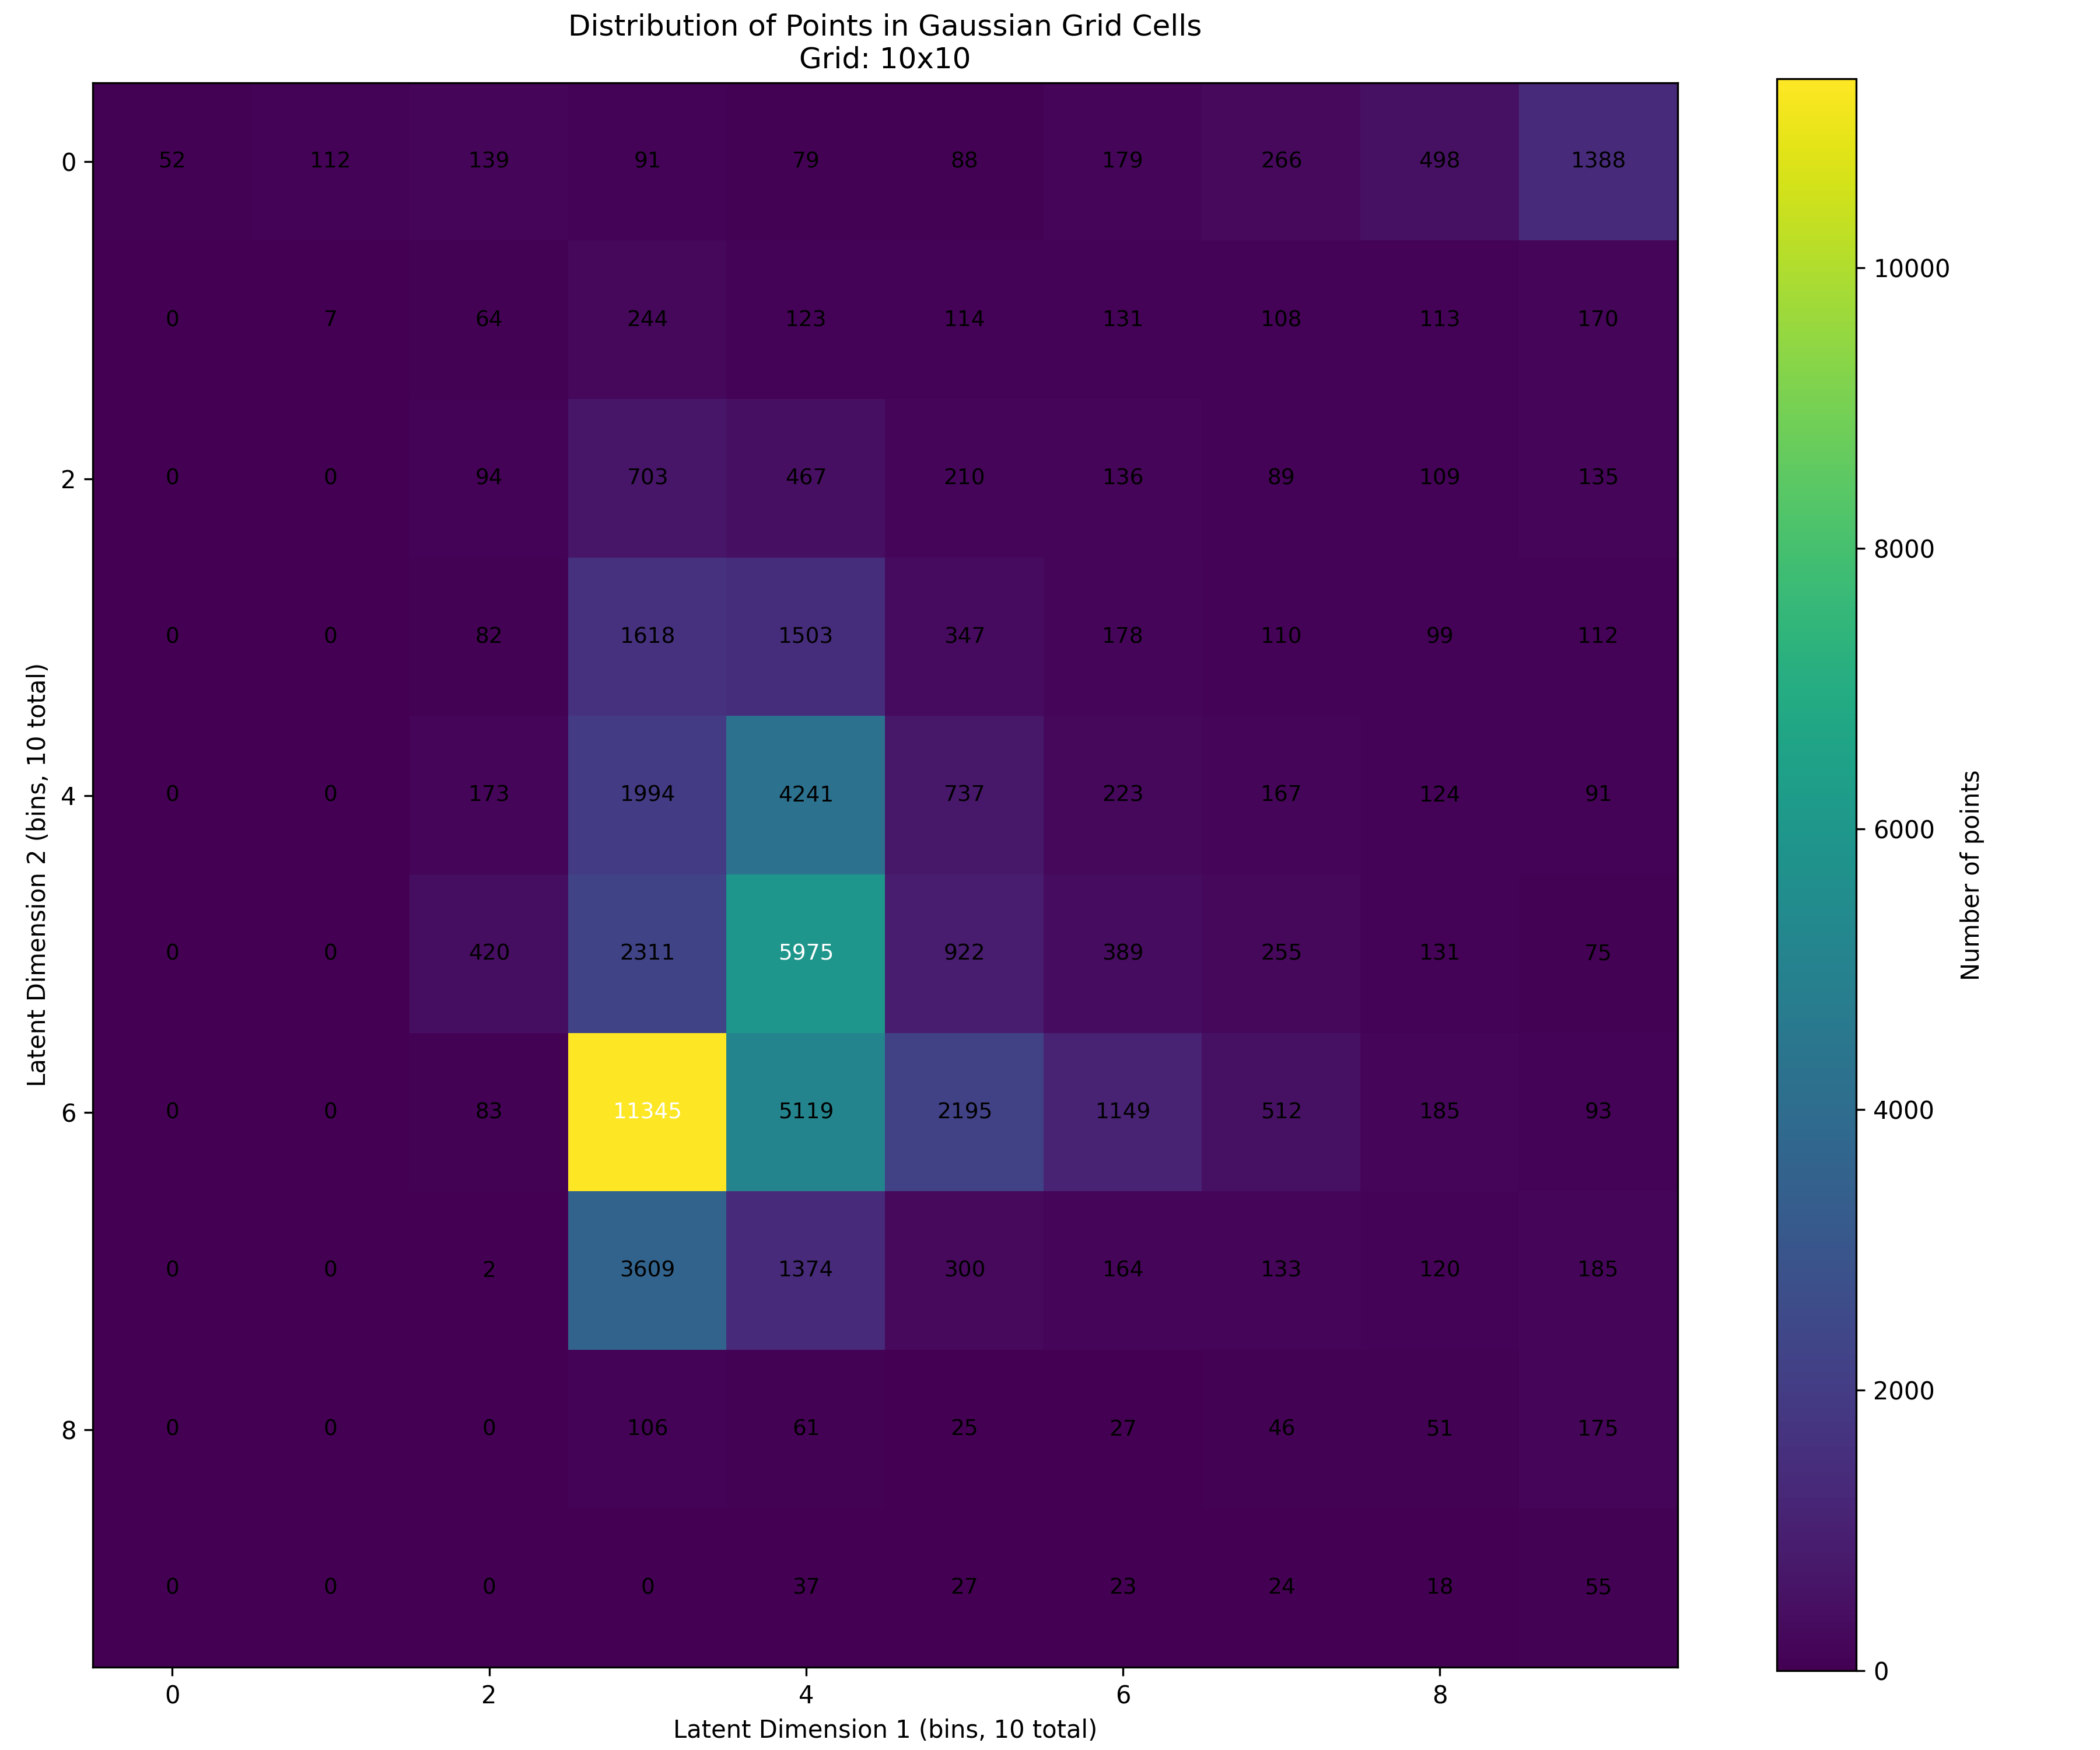 Distribution of Points in Gaussian Grid Cells
Grid: 10x10
0 52 112 139 91 79 88 179 266 498 1388
0 7 64 244 123 114 131 108 113 170
2 0 0 94 703 467 210 136 89 109 135
0 0 82 1618 1503 347 178 110 99 112
4 0 0 173 1994 4241 737 223 167 124 91
0 0 420 2311 5975 922 389 255 131 75
6 0 0 83 11345 5119 2195 1149 512 185 93
0 0 2 3609 1374 300 164 133 120 185
8 0 0 0 106 61 25 27 46 51 175
0 0 0 0 37 27 23 24 18 55
0 2 4 6 8
Latent Dimension 1 (bins, 10 total)
Latent Dimension 2 (bins, 10 total)
10000
8000
6000
4000
2000
0
Number of points